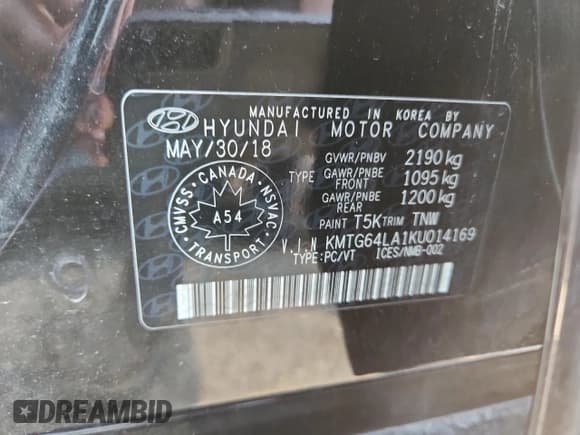 MANUFACTURED IN KOREA BY
HYUNDAI MOTOR COMPANY
MAY/30/18
GVWR/PNBV 2190 kg
TYPE GAWR/PNBE FRONT 1095 kg
GAWR/PNBE REAR 1200 kg
PAINT T5K TRIM TNW
V.I.N KMTG64LA1KU014169
TYPE:PC/VT 1CES/NMB-002
CMVSS · CANADA · NSVAC · TRANSPORT ·
A54
DREAMBID